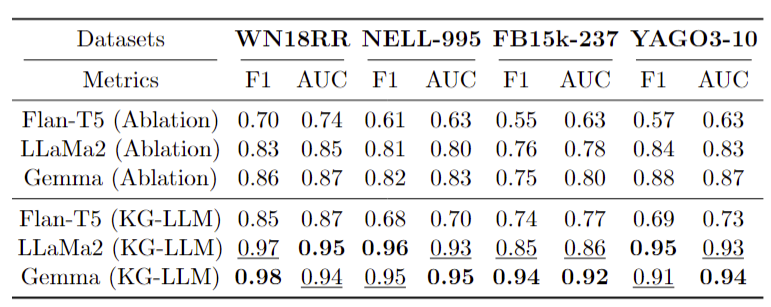 Datasets WN18RR NELL-995 FB15k-237 YAGO3-10
Metrics F1 AUC F1 AUC F1 AUC F1 AUC
Flan-T5 (Ablation) 0.70 0.74 0.61 0.63 0.55 0.63 0.57 0.63
LLaMa2 (Ablation) 0.83 0.85 0.81 0.80 0.76 0.78 0.84 0.83
Gemma (Ablation) 0.86 0.87 0.82 0.83 0.75 0.80 0.88 0.87
Flan-T5 (KG-LLM) 0.85 0.87 0.68 0.70 0.74 0.77 0.69 0.73
LLaMa2 (KG-LLM) 0.97 0.95 0.96 0.93 0.85 0.86 0.95 0.93
Gemma (KG-LLM) 0.98 0.94 0.95 0.95 0.94 0.92 0.91 0.94